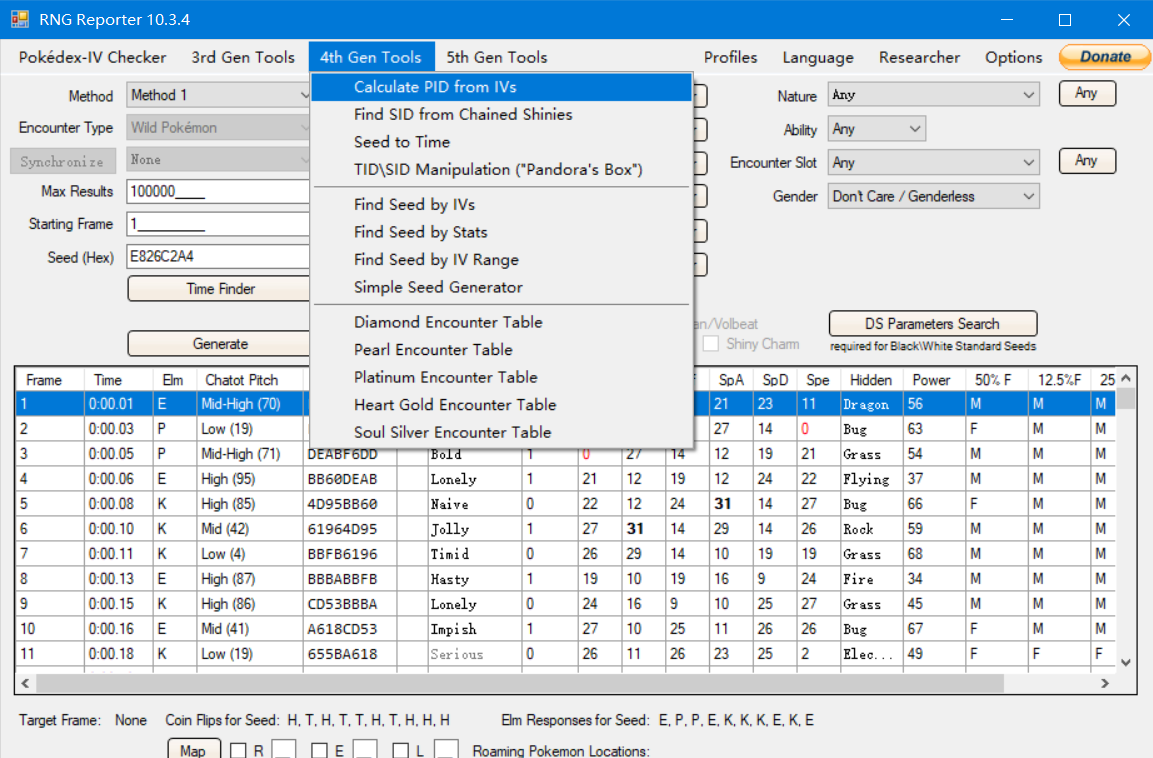 RNG Reporter 10.3.4
Pokédex-IV Checker 3rd Gen Tools 4th Gen Tools 5th Gen Tools Profiles Language Researcher Options Donate
Calculate PID from IVs
Find SID from Chained Shinies
Seed to Time
TID\SID Manipulation ("Pandora's Box")
Find Seed by IVs
Find Seed by Stats
Find Seed by IV Range
Simple Seed Generator
Diamond Encounter Table
Pearl Encounter Table
Platinum Encounter Table
Heart Gold Encounter Table
Soul Silver Encounter Table
Method Method 1
Encounter Type Wild Pokémon
Synchronize None
Max Results 100000____
Starting Frame 1_________
Seed (Hex) E826C2A4
Time Finder
Generate
Nature Any Any
Ability Any
Encounter Slot Any Any
Gender Don't Care / Genderless
an/Volbeat
Shiny Charm
DS Parameters Search
required for Black\White Standard Seeds
Frame Time Elm Chatot Pitch SpA SpD Spe Hidden Power 50% F 12.5%F 25
1 0:00.01 E Mid-High (70) 21 23 11 Dragon 56 M M M
2 0:00.03 P Low (19) 27 14 0 Bug 63 F M M
3 0:00.05 P Mid-High (71) DEABF6DD Bold 1 0 27 14 12 19 21 Grass 54 M M M
4 0:00.06 E High (95) BB60DEAB Lonely 1 21 12 19 12 24 22 Flying 37 M M M
5 0:00.08 K High (85) 4D95BB60 Naive 0 22 12 24 31 14 27 Bug 66 F M M
6 0:00.10 K Mid (42) 61964D95 Jolly 1 27 31 14 29 14 26 Rock 59 M M M
7 0:00.11 K Low (4) BBFB6196 Timid 0 26 29 14 10 19 19 Grass 68 M M M
8 0:00.13 E High (87) BBBABBFB Hasty 1 19 10 19 16 9 24 Fire 34 M M M
9 0:00.15 K High (86) CD53BBBA Lonely 0 24 16 9 10 25 27 Grass 45 M M M
10 0:00.16 E Mid (41) A618CD53 Impish 1 27 10 25 11 26 26 Bug 67 F M M
11 0:00.18 K Low (19) 655BA618 Serious 0 26 11 26 23 25 2 Elec... 49 F F F
Target Frame: None Coin Flips for Seed: H, T, H, T, T, H, T, H, H, H Elm Responses for Seed: E, P, P, E, K, K, K, E, K, E
Map R E L Roaming Pokemon Locations: